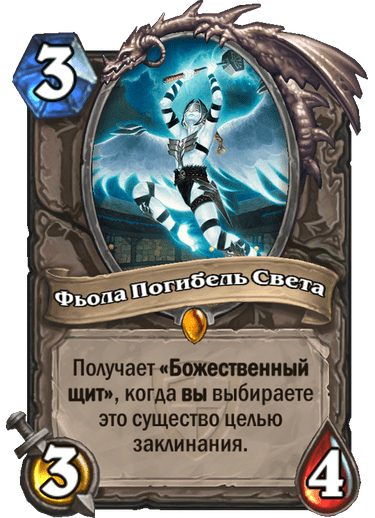 3
Фьола Погибель Света
Получает «Божественный
щит», когда вы выбираете
это существо целью
заклинания.
3
4